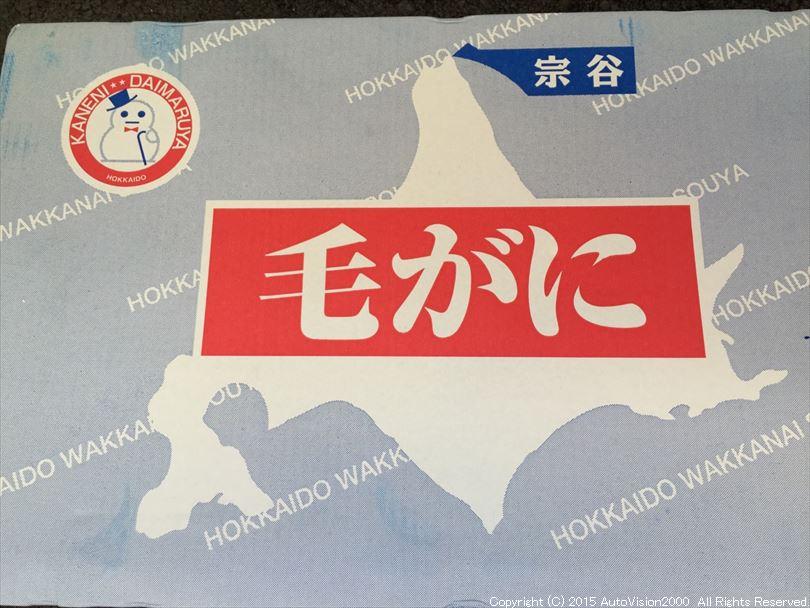 HOKKAIDO WAKKANAI
HOKKAIDO WAKKANAI
宗谷
KANENI ★★ DAIMARUYA
HOKKAIDO
WAKKANAI
SOUYA
毛がに
HOKKAIDO
HOKKAIDO
HOKKAIDO WAKKANAI
SOUYA
HOKKAIDO WAKKANAI
HOKKAIDO WAKKANAI
Copyright (C) 2015 AutoVision2000 All Rights Reserved